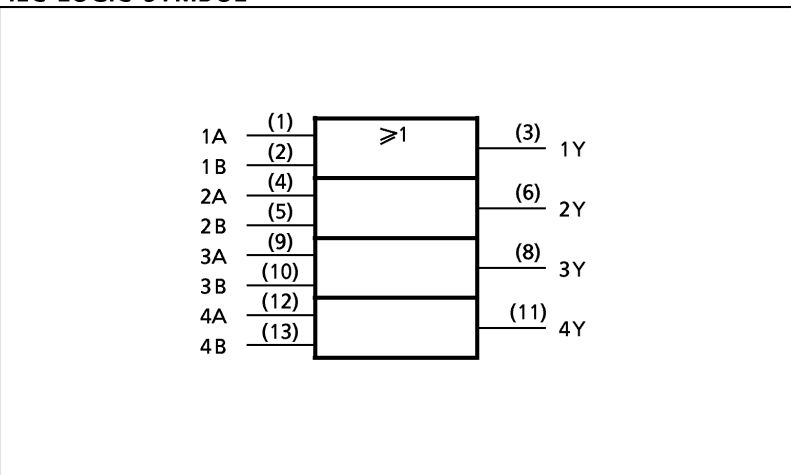 IEC LOGIC SYMBOL
1A (1) ⩾1 (3) 1Y
1B (2)
2A (4) (6) 2Y
2B (5)
3A (9) (8) 3Y
3B (10)
4A (12) (11) 4Y
4B (13)